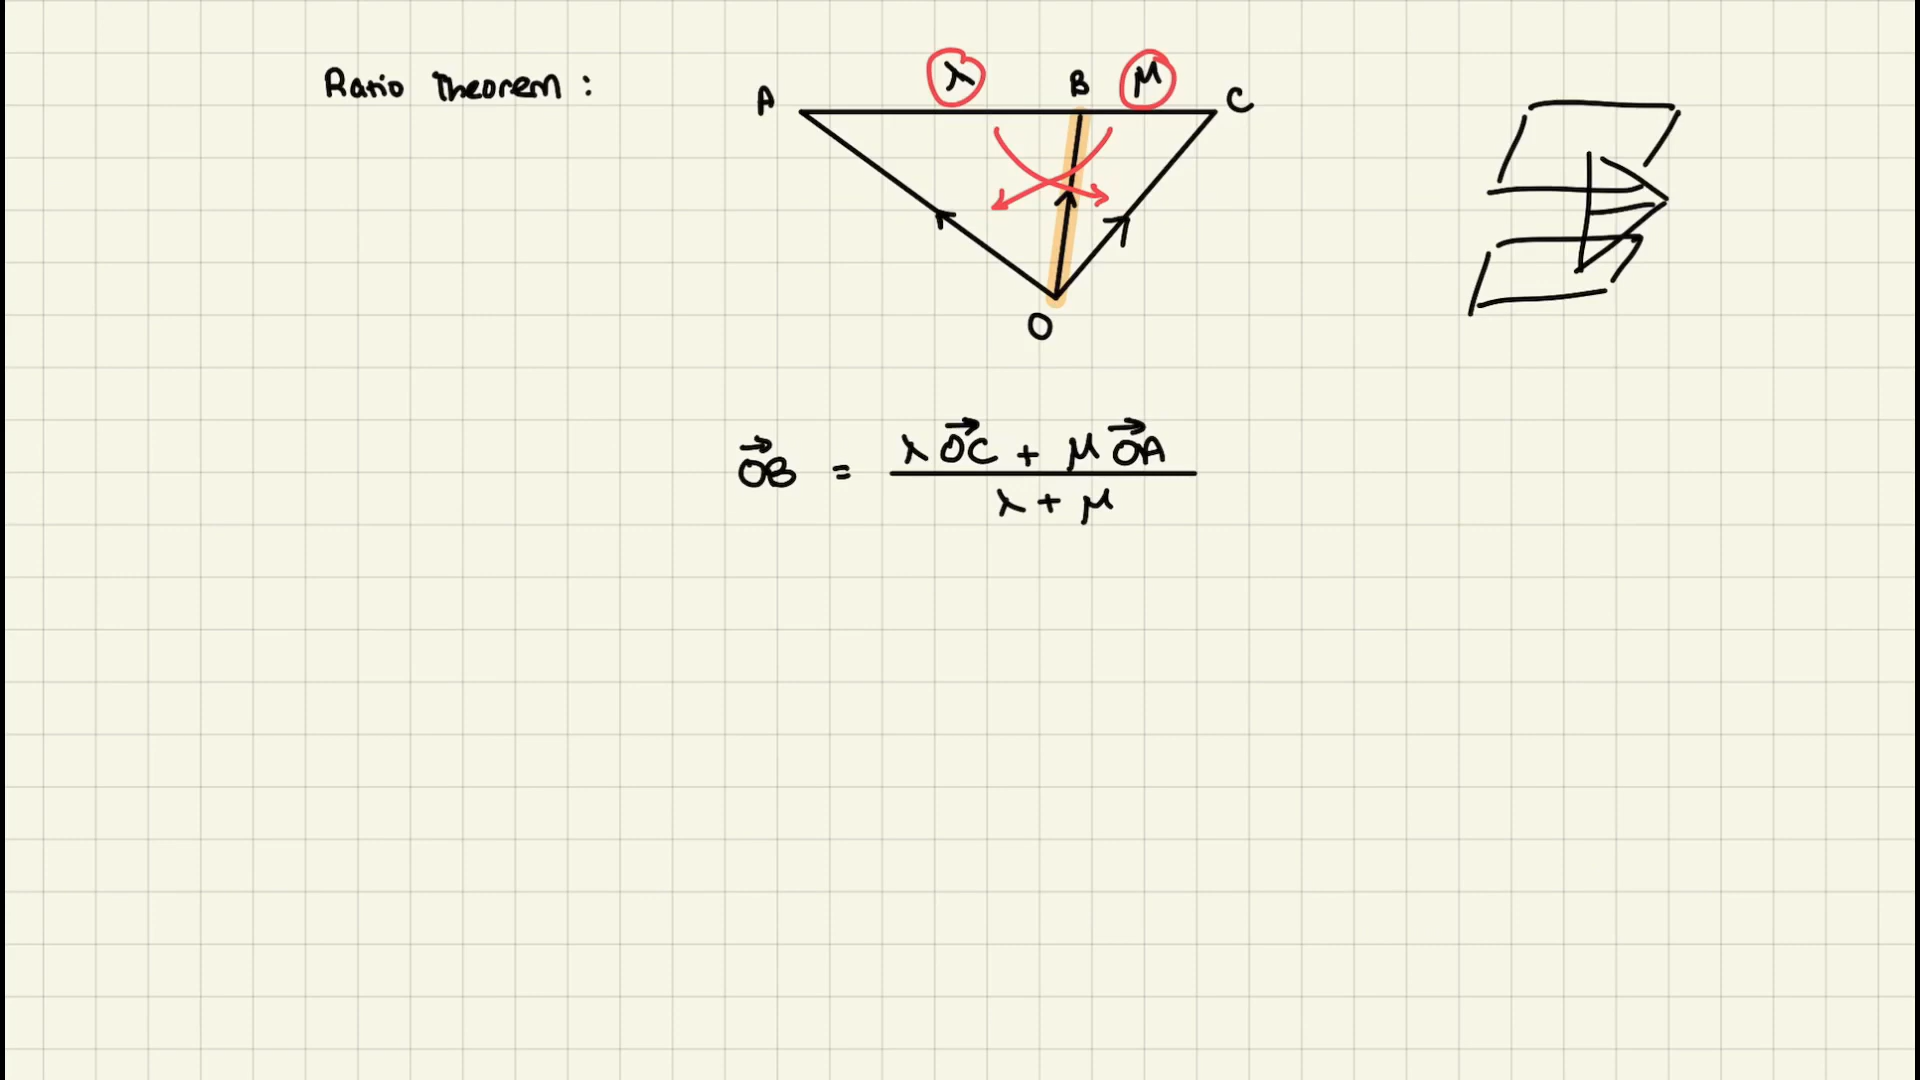 Ratio Theorem :
A λ B μ C
O
→OB = (λ →OC + μ →OA) / (λ + μ)